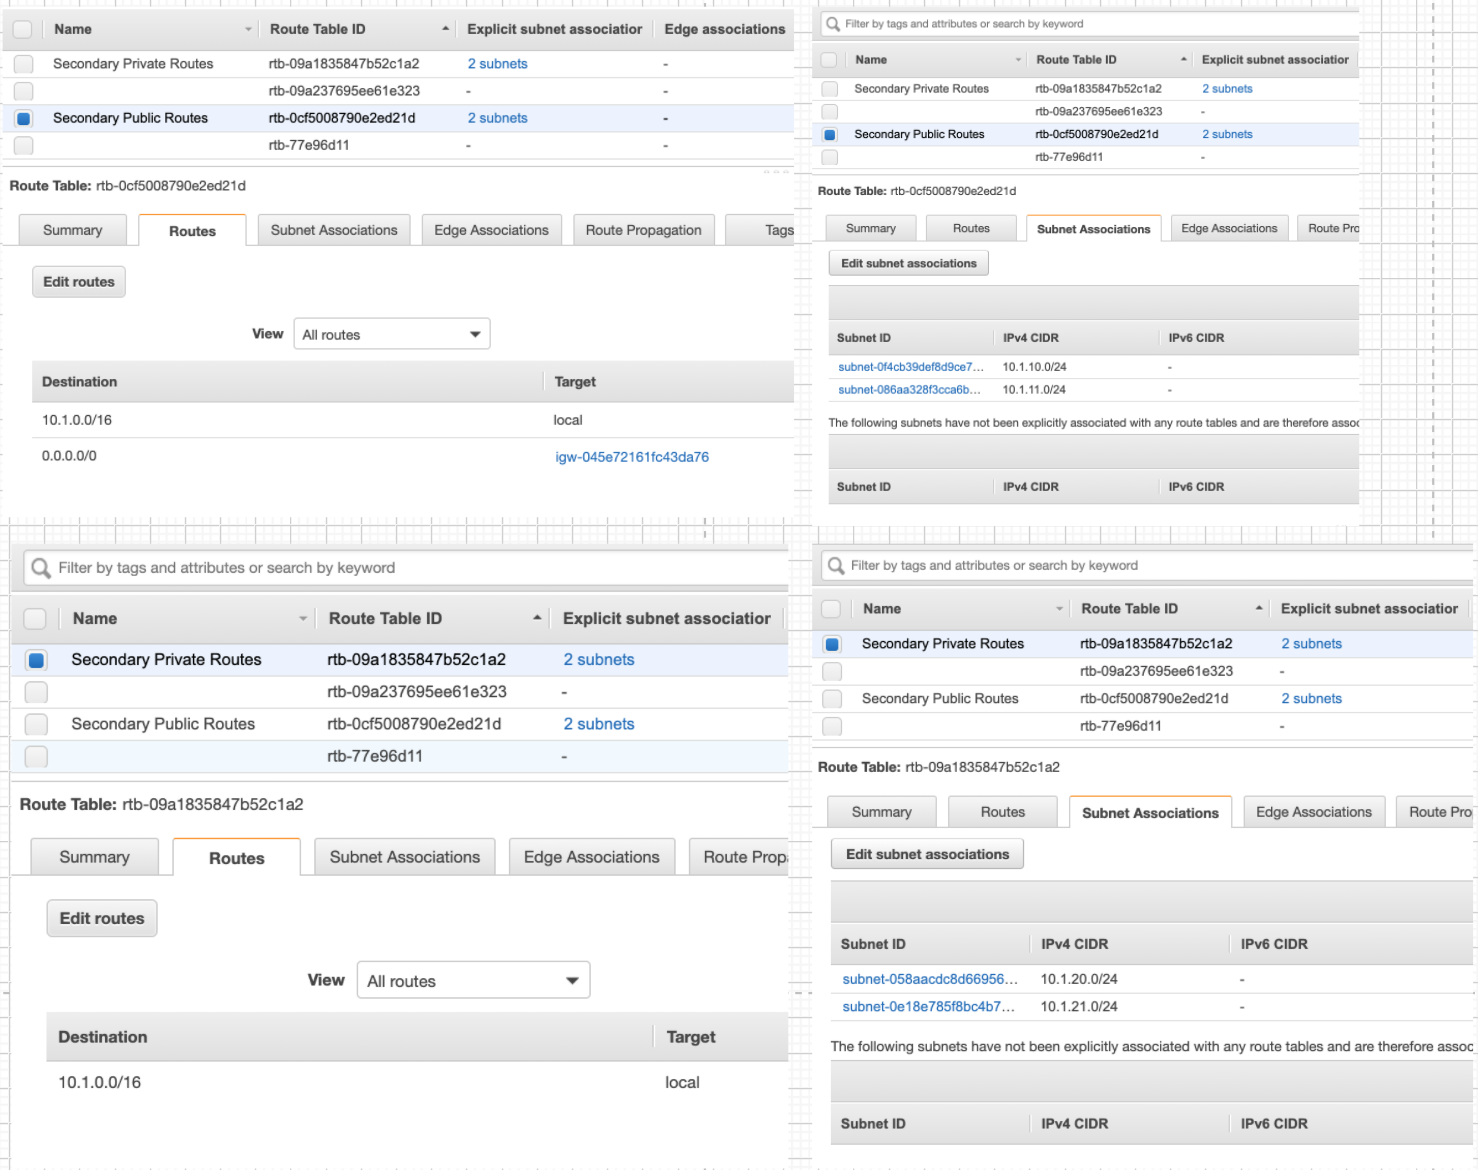 Name Route Table ID Explicit subnet associatior Edge associations
Secondary Private Routes rtb-09a1835847b52c1a2 2 subnets -
rtb-09a237695ee61e323 - -
Secondary Public Routes rtb-0cf5008790e2ed21d 2 subnets -
rtb-77e96d11 - -
Route Table: rtb-0cf5008790e2ed21d
Summary Routes Subnet Associations Edge Associations Route Propagation Tags
Edit routes
View All routes
Destination Target
10.1.0.0/16 local
0.0.0.0/0 igw-045e72161fc43da76
Filter by tags and attributes or search by keyword
Name Route Table ID Explicit subnet associatior
Secondary Private Routes rtb-09a1835847b52c1a2 2 subnets
rtb-09a237695ee61e323 -
Secondary Public Routes rtb-0cf5008790e2ed21d 2 subnets
rtb-77e96d11 -
Route Table: rtb-0cf5008790e2ed21d
Summary Routes Subnet Associations Edge Associations Route Pro
Edit subnet associations
Subnet ID IPv4 CIDR IPv6 CIDR
subnet-0f4cb39def8d9ce7... 10.1.10.0/24 -
subnet-086aa328f3cca6b... 10.1.11.0/24 -
The following subnets have not been explicitly associated with any route tables and are therefore assoc
Subnet ID IPv4 CIDR IPv6 CIDR
Filter by tags and attributes or search by keyword
Name Route Table ID Explicit subnet associatior
Secondary Private Routes rtb-09a1835847b52c1a2 2 subnets
rtb-09a237695ee61e323 -
Secondary Public Routes rtb-0cf5008790e2ed21d 2 subnets
rtb-77e96d11 -
Route Table: rtb-09a1835847b52c1a2
Summary Routes Subnet Associations Edge Associations Route Prop
Edit routes
View All routes
Destination Target
10.1.0.0/16 local
Filter by tags and attributes or search by keyword
Name Route Table ID Explicit subnet associatior
Secondary Private Routes rtb-09a1835847b52c1a2 2 subnets
rtb-09a237695ee61e323 -
Secondary Public Routes rtb-0cf5008790e2ed21d 2 subnets
rtb-77e96d11 -
Route Table: rtb-09a1835847b52c1a2
Summary Routes Subnet Associations Edge Associations Route Pro
Edit subnet associations
Subnet ID IPv4 CIDR IPv6 CIDR
subnet-058aacdc8d66956... 10.1.20.0/24 -
subnet-0e18e785f8bc4b7... 10.1.21.0/24 -
The following subnets have not been explicitly associated with any route tables and are therefore assoc
Subnet ID IPv4 CIDR IPv6 CIDR